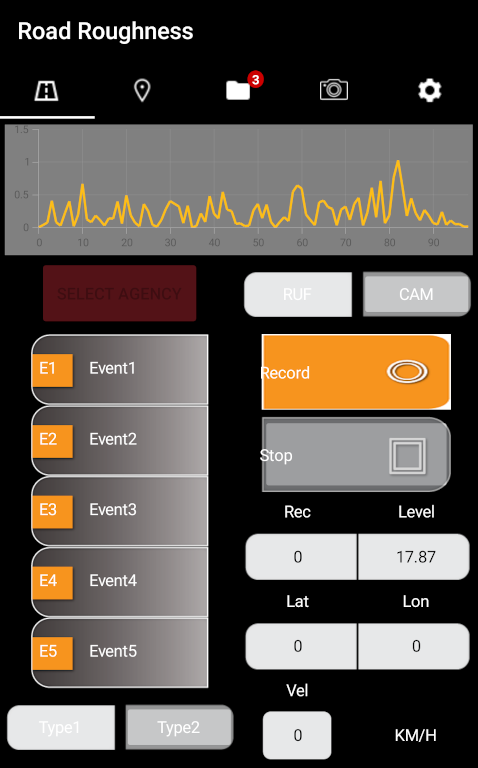 Road Roughness
3
1.5
1
0.5
0
0 10 20 30 40 50 60 70 80 90
SELECT AGENCY
RUF CAM
E1 Event1
E2 Event2
E3 Event3
E4 Event4
E5 Event5
Type1 Type2
Record
Stop
Rec Level
0 17.87
Lat Lon
0 0
Vel
0 KM/H